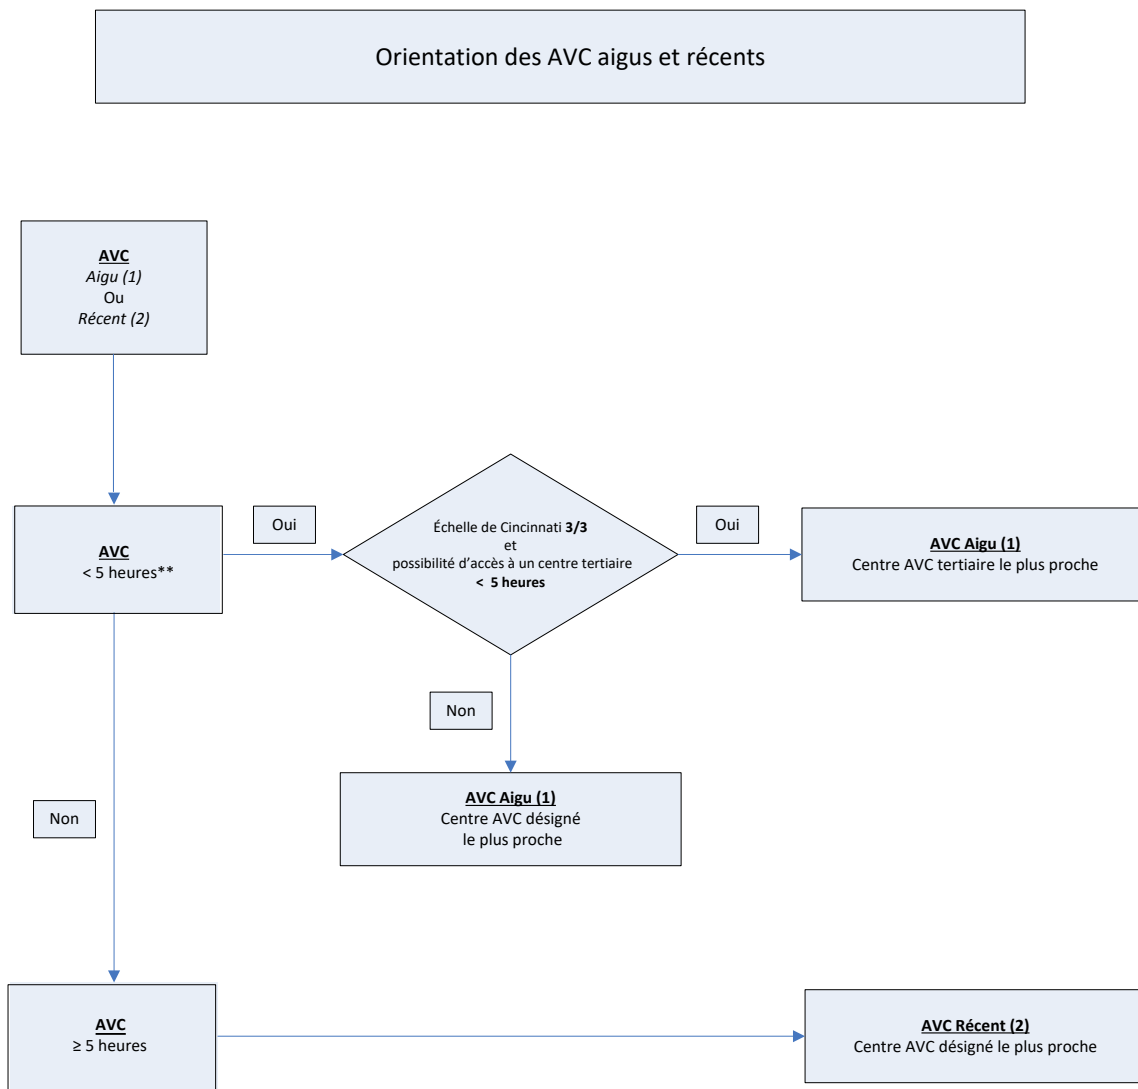 Orientation des AVC aigus et récents
AVC
Aigu (1)
Ou
Récent (2)
AVC
< 5 heures**
Oui
Échelle de Cincinnati 3/3
et
possibilité d’accès à un centre tertiaire
< 5 heures
Oui
AVC Aigu (1)
Centre AVC tertiaire le plus proche
Non
AVC Aigu (1)
Centre AVC désigné
le plus proche
Non
AVC
≥ 5 heures
AVC Récent (2)
Centre AVC désigné le plus proche